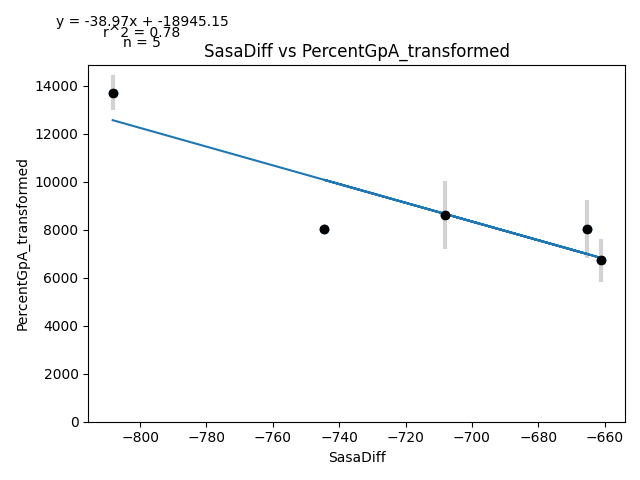 y = -38.97x + -18945.15
r^2 = 0.78
n = 5
SasaDiff vs PercentGpA_transformed
PercentGpA_transformed
14000
12000
10000
8000
6000
4000
2000
0
−800
−780
−760
−740
−720
−700
−680
−660
SasaDiff